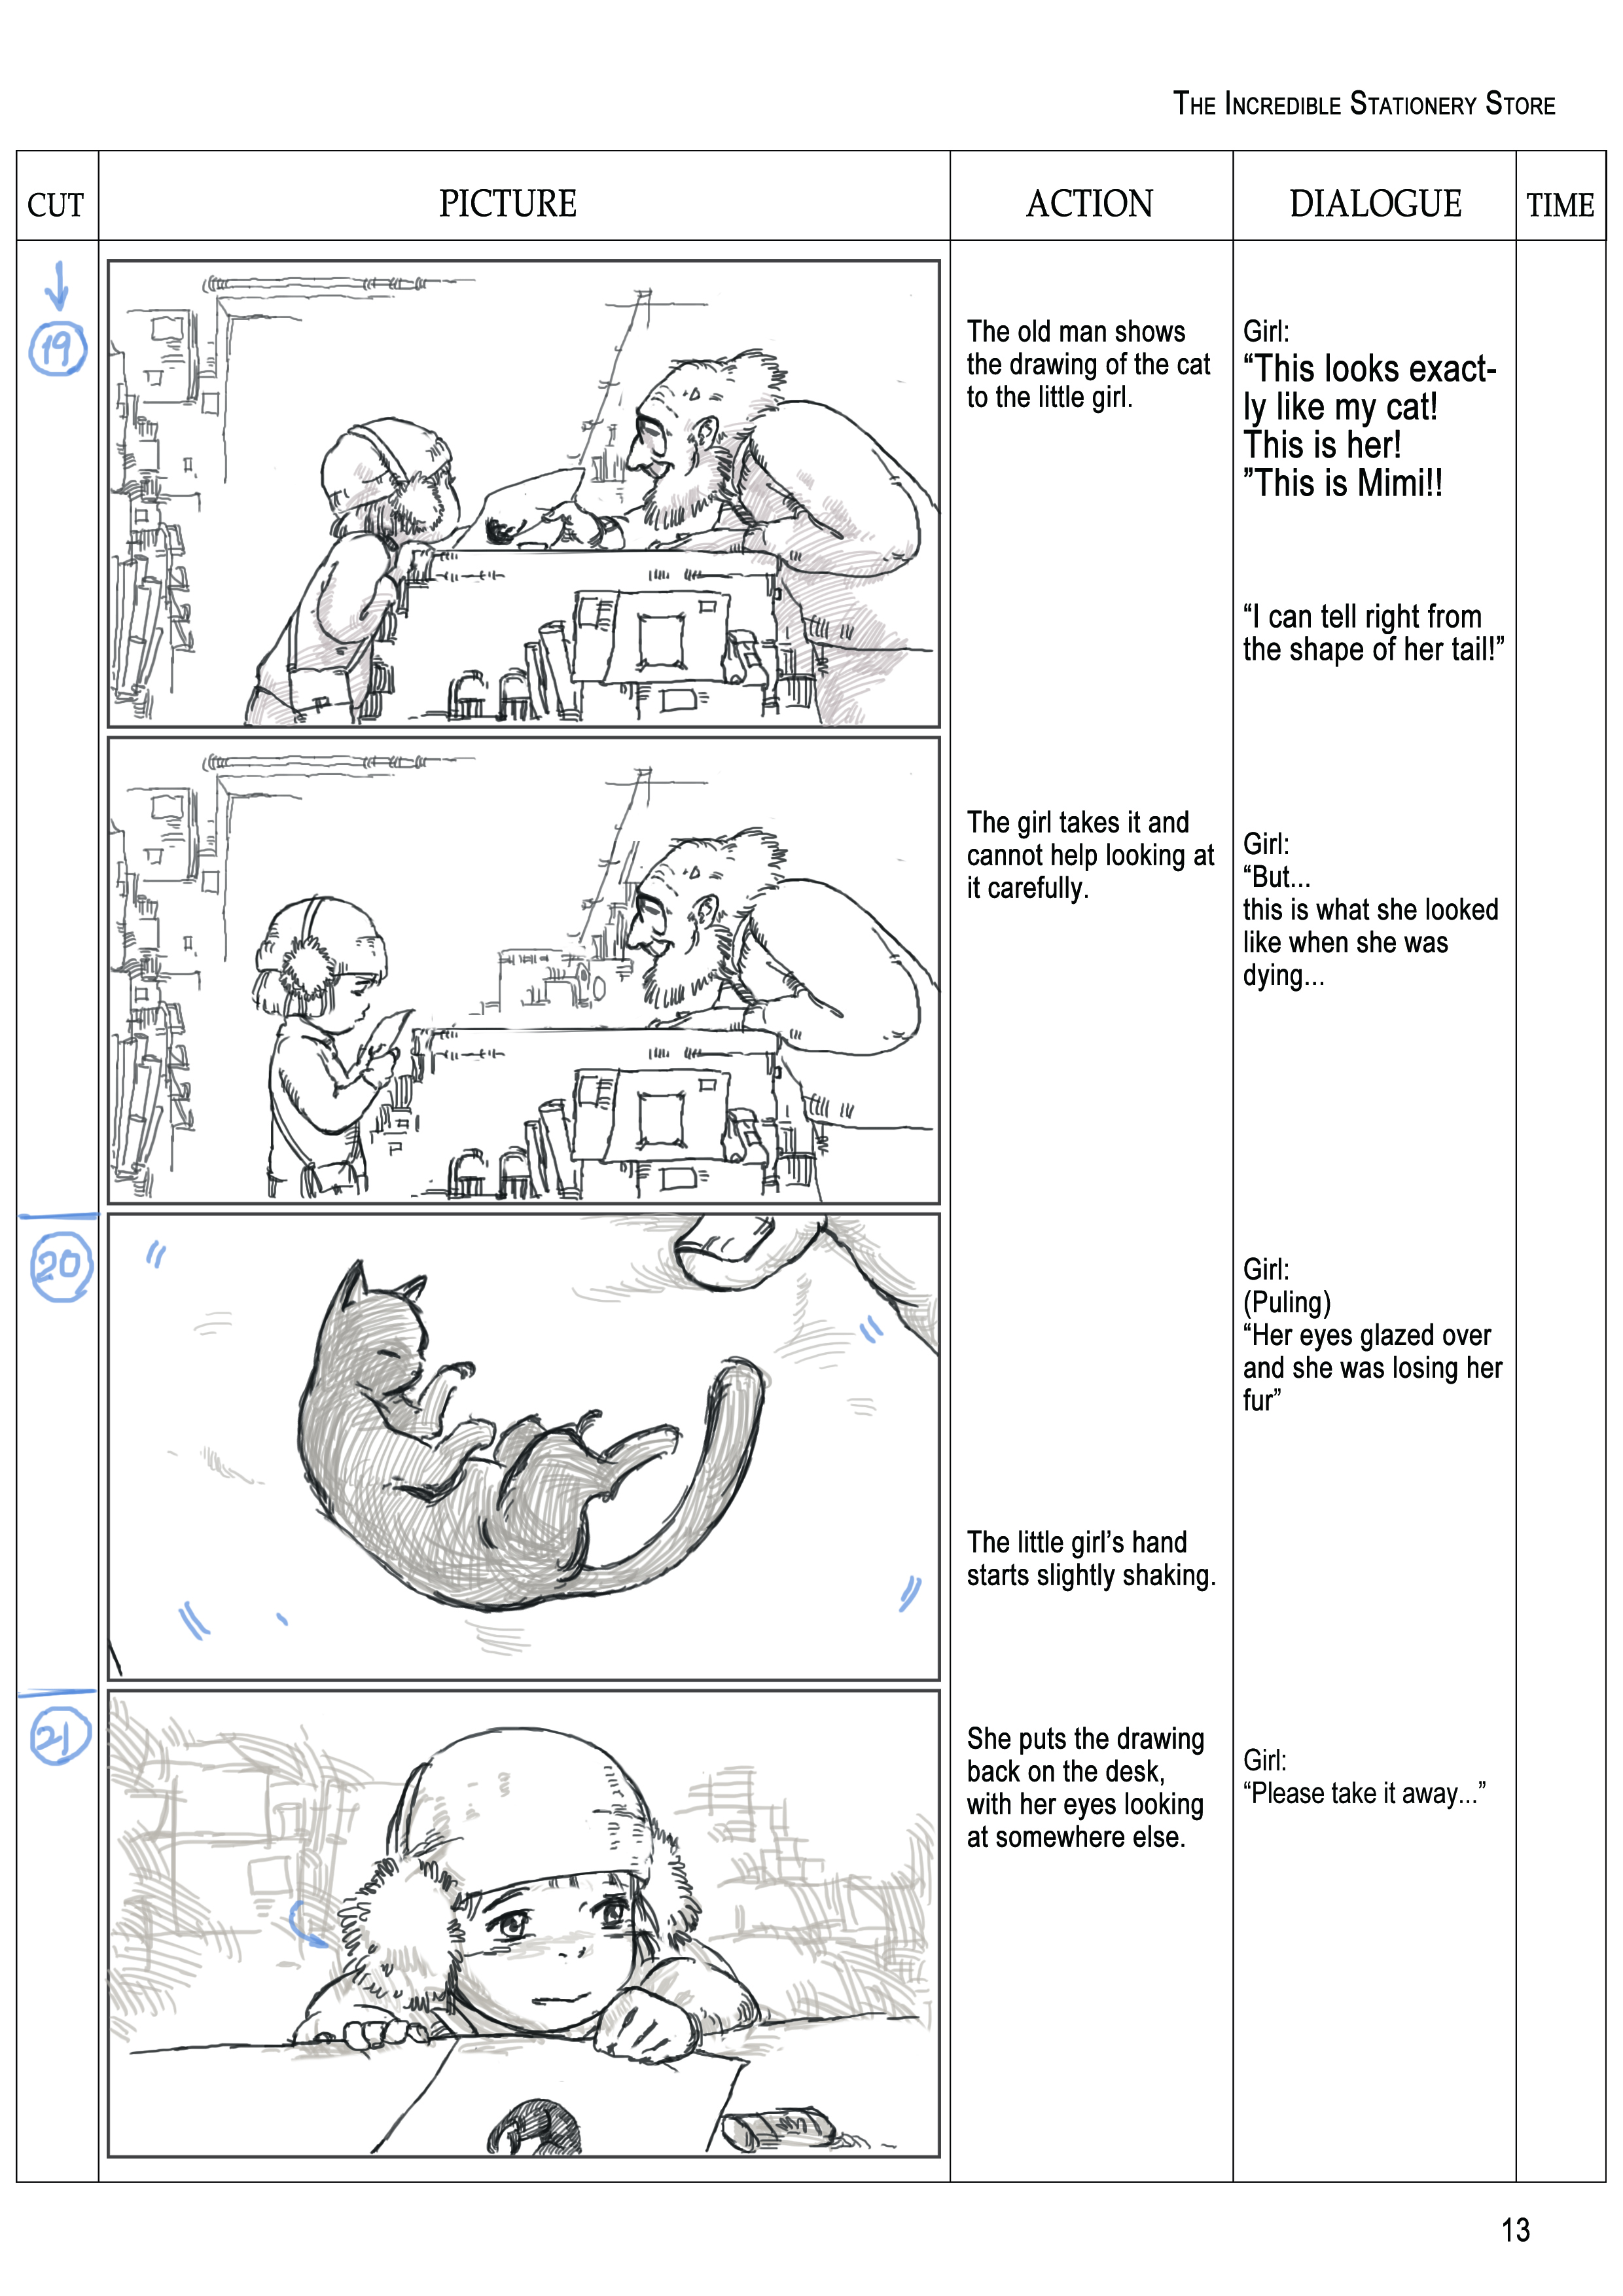 The Incredible Stationery Store
CUT
PICTURE
ACTION
DIALOGUE
TIME
19
The old man shows
the drawing of the cat
to the little girl.
Girl:
“This looks exact-
ly like my cat!
This is her!
”This is Mimi!!
“I can tell right from
the shape of her tail!”
The girl takes it and
cannot help looking at
it carefully.
Girl:
“But...
this is what she looked
like when she was
dying...
20
Girl:
(Puling)
“Her eyes glazed over
and she was losing her
fur”
The little girl’s hand
starts slightly shaking.
21
She puts the drawing
back on the desk,
with her eyes looking
at somewhere else.
Girl:
“Please take it away...”
13